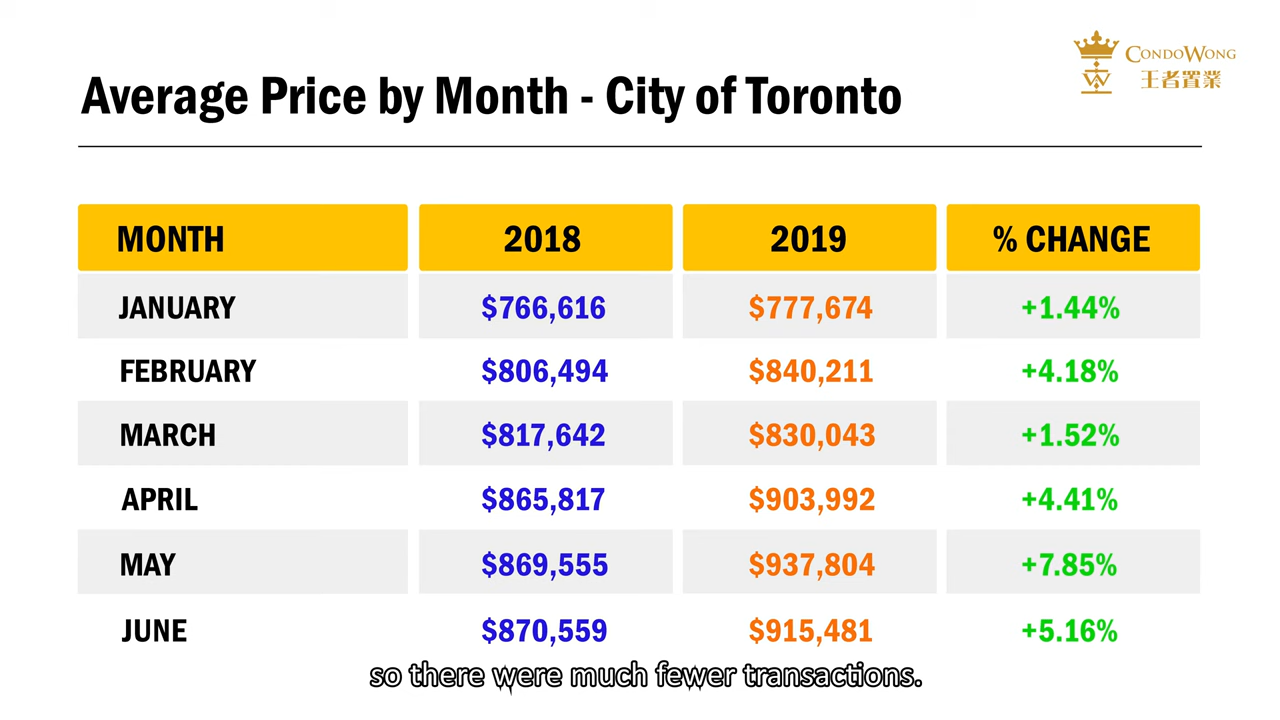 CONDOWONG
王者置業
Average Price by Month - City of Toronto
MONTH 2018 2019 % CHANGE
JANUARY $766,616 $777,674 +1.44%
FEBRUARY $806,494 $840,211 +4.18%
MARCH $817,642 $830,043 +1.52%
APRIL $865,817 $903,992 +4.41%
MAY $869,555 $937,804 +7.85%
JUNE $870,559 $915,481 +5.16%
so there were much fewer transactions.